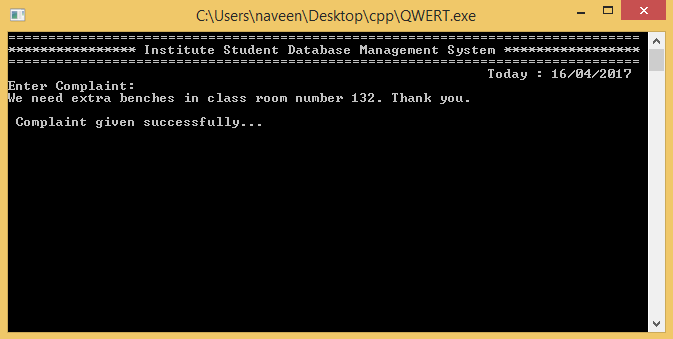 C:\Users\naveen\Desktop\cpp\QWERT.exe
===============================================================================
**************** Institute Student Database Management System *****************
===============================================================================
Today : 16/04/2017
Enter Complaint:
We need extra benches in class room number 132. Thank you.
Complaint given successfully...